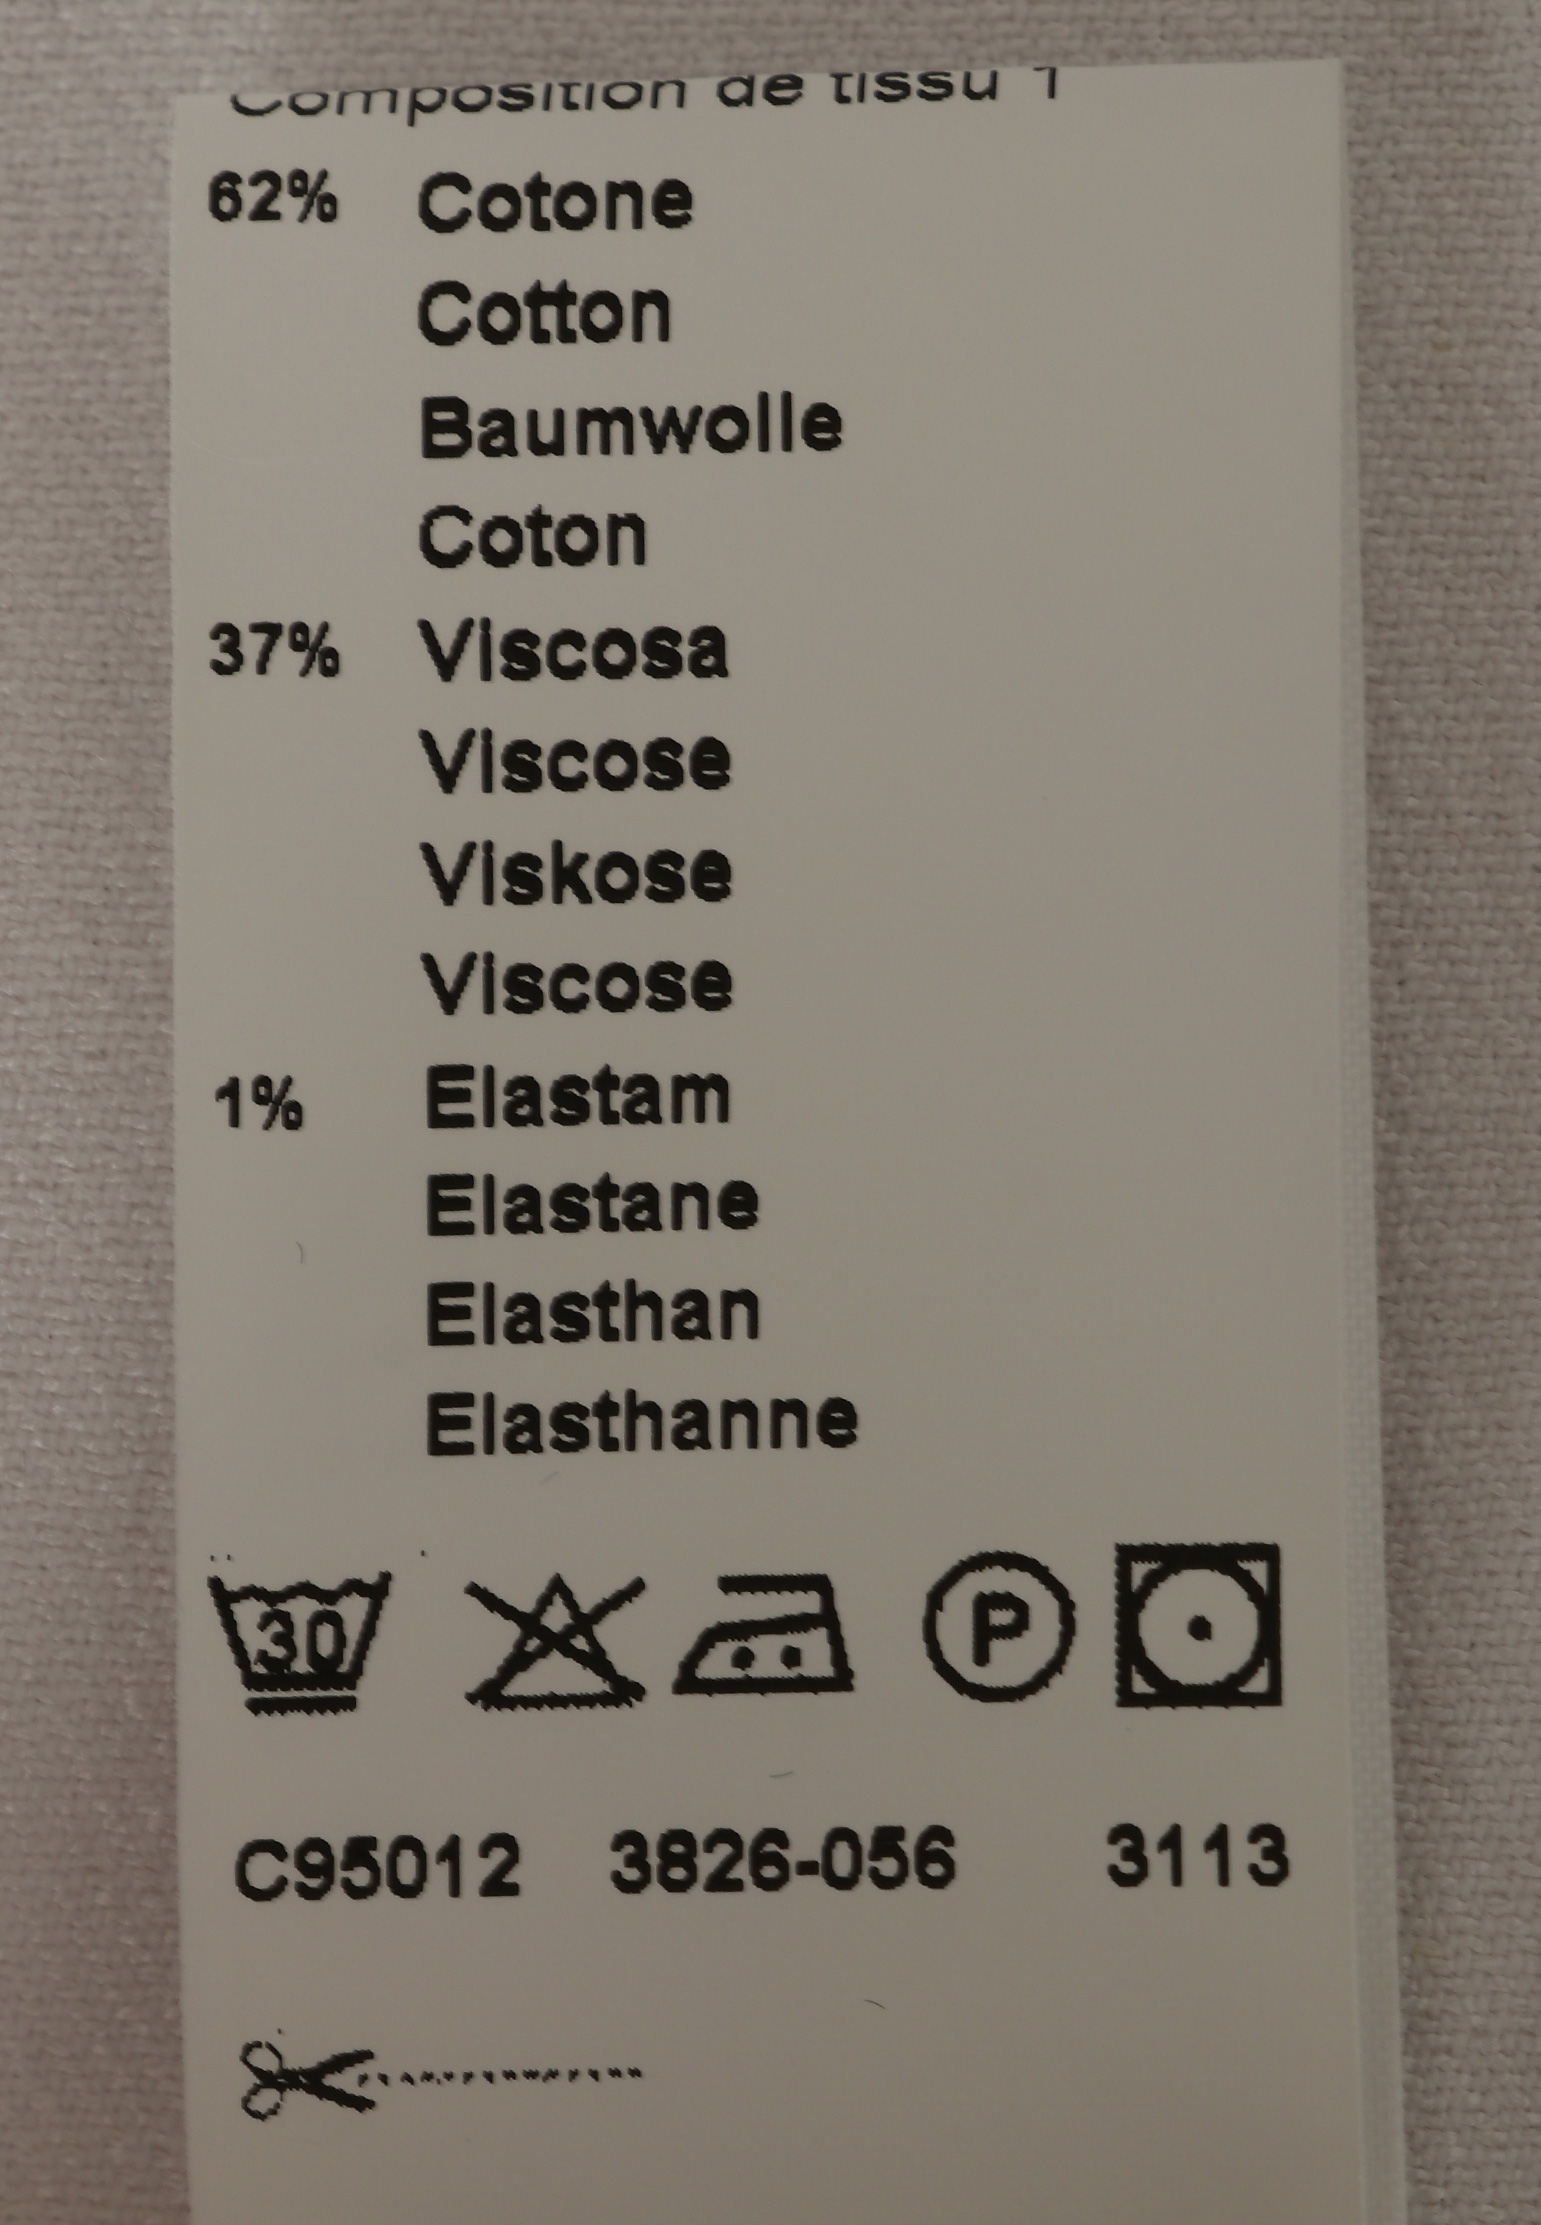 Composition de tissu 1
62% Cotone
Cotton
Baumwolle
Coton
37% Viscosa
Viscose
Viskose
Viscose
1% Elastam
Elastane
Elasthan
Elasthanne
30 P
C95012 3826-056 3113